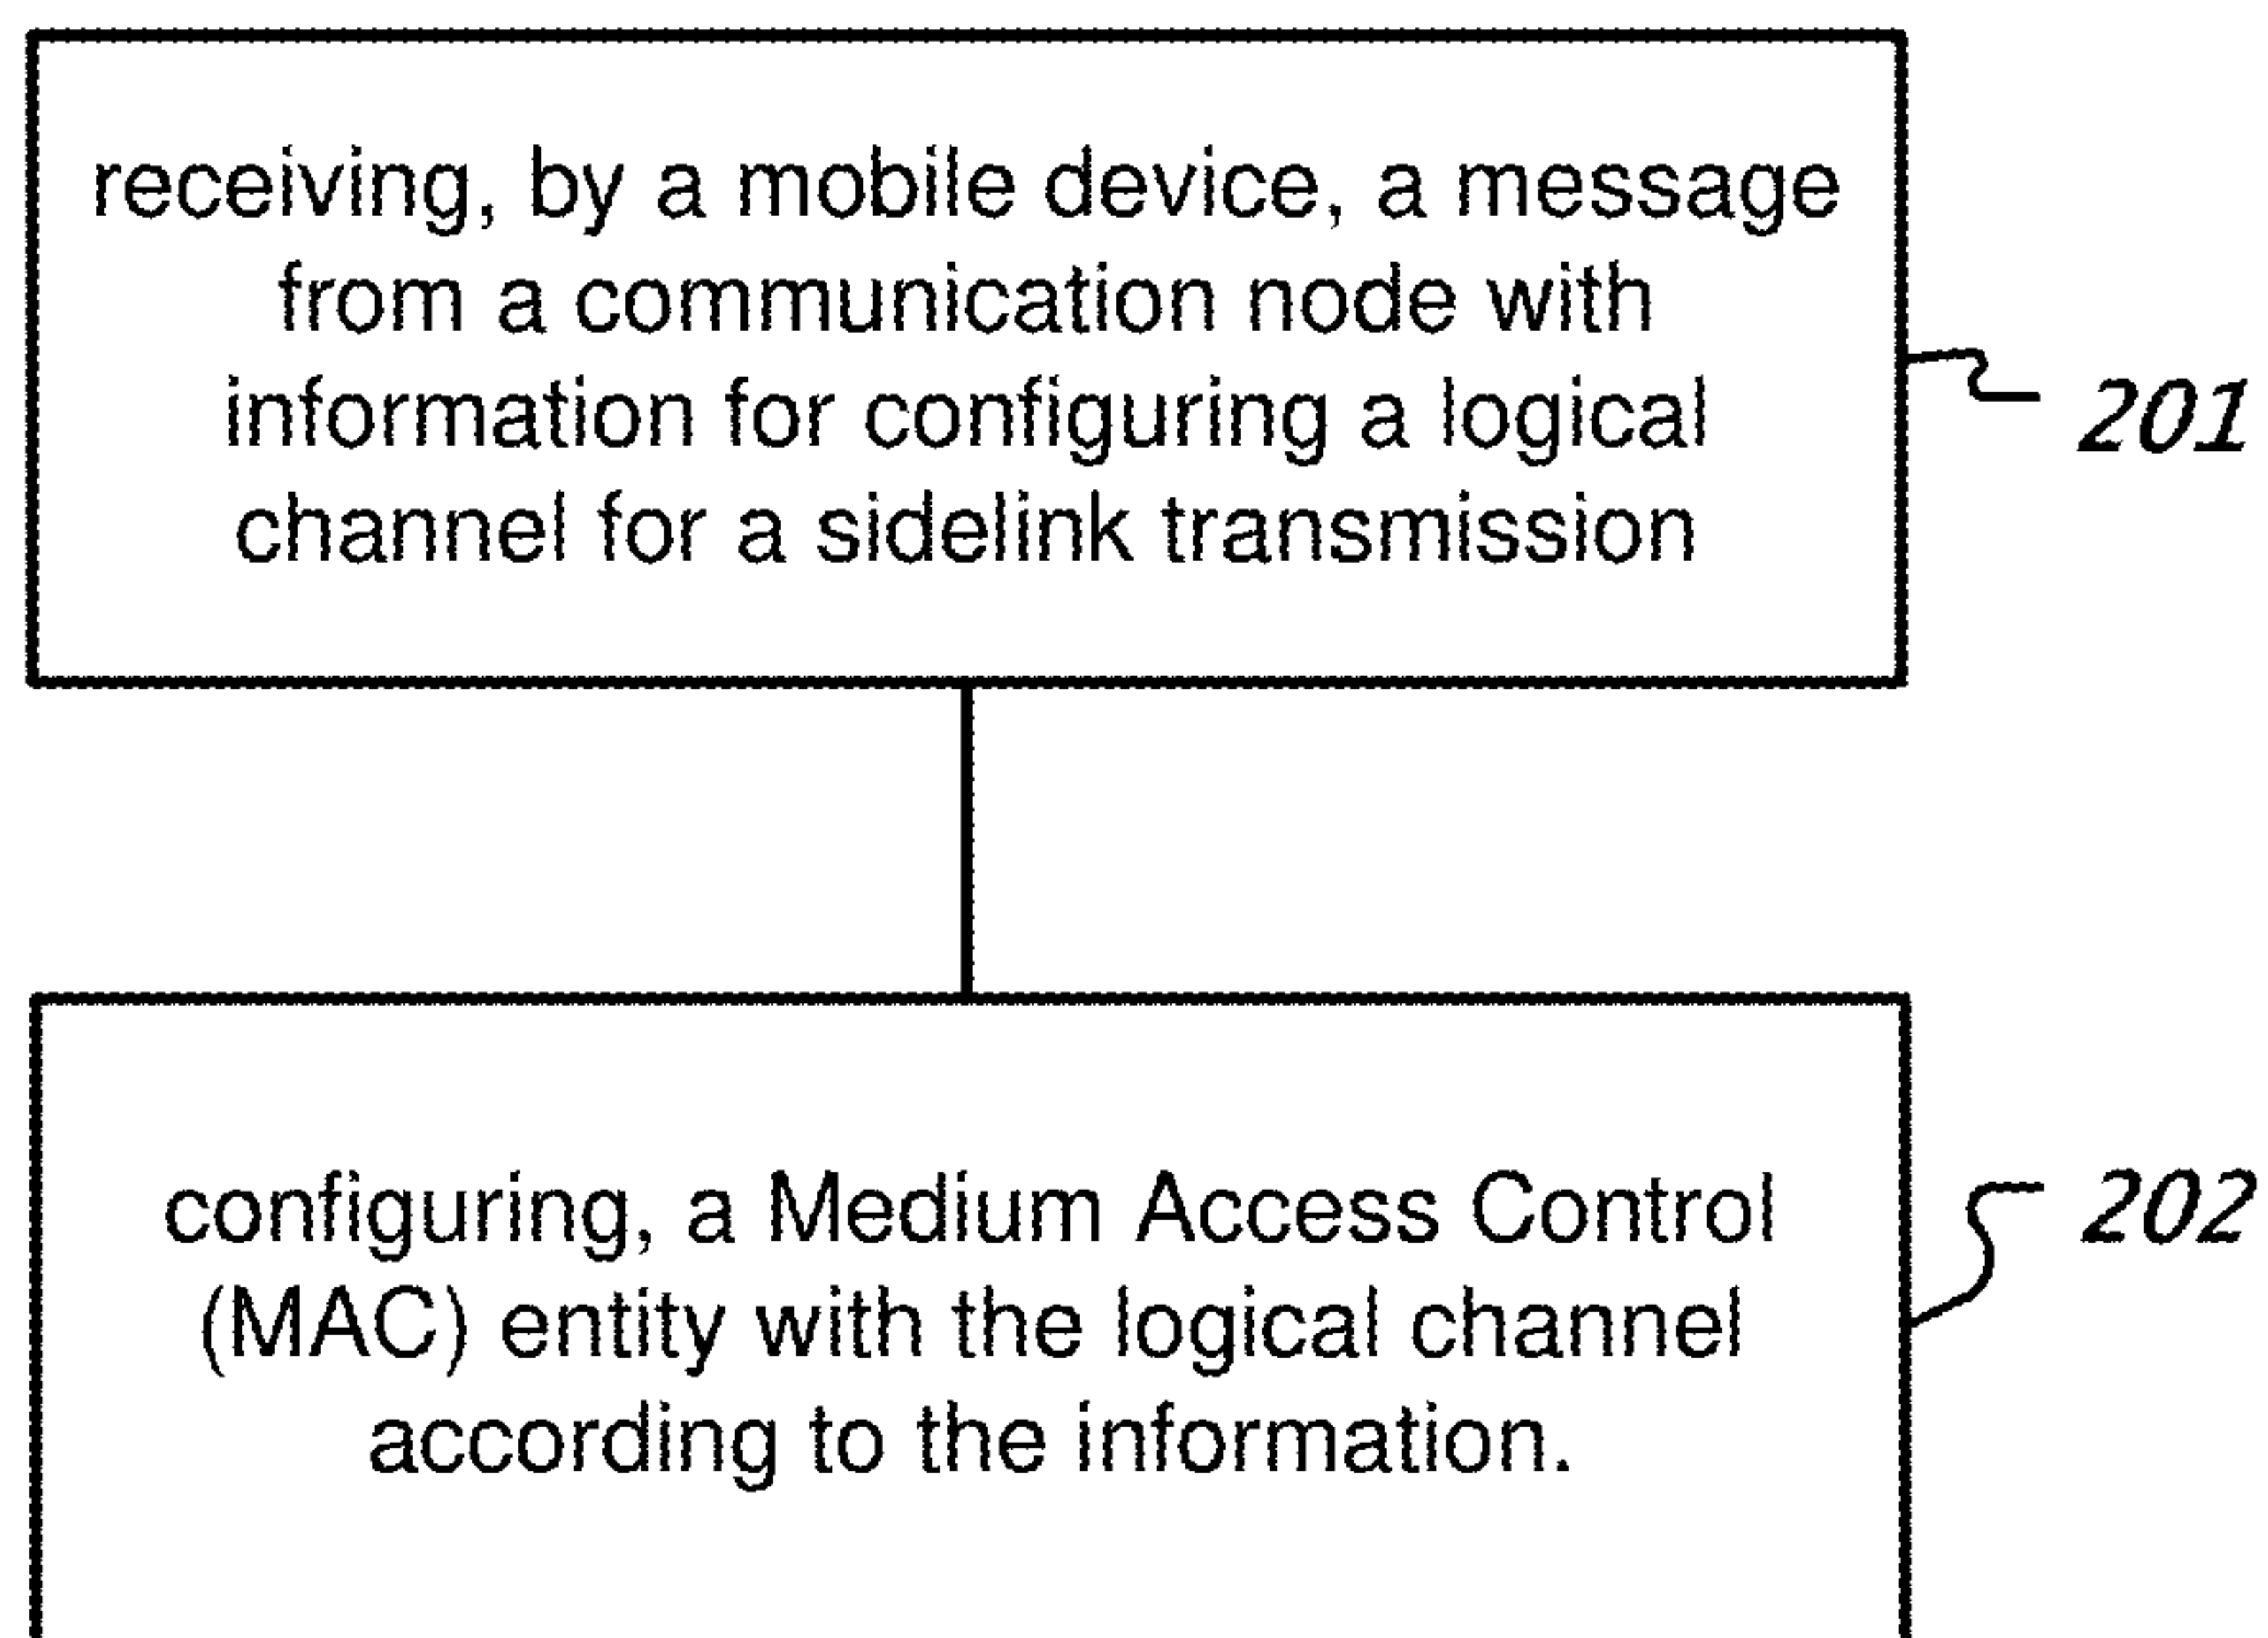 receiving, by a mobile device, a message
from a communication node with
information for configuring a logical
channel for a sidelink transmission
201
configuring, a Medium Access Control
(MAC) entity with the logical channel
according to the information.
202